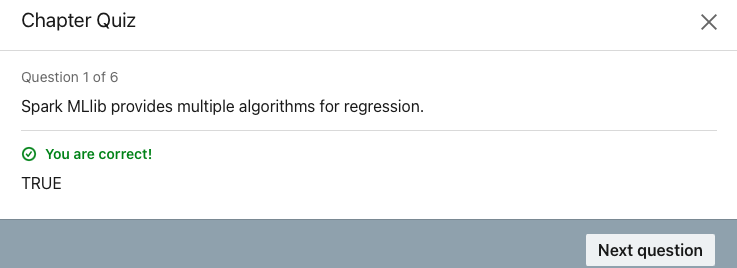 Chapter Quiz
Question 1 of 6
Spark MLlib provides multiple algorithms for regression.
You are correct!
TRUE
Next question